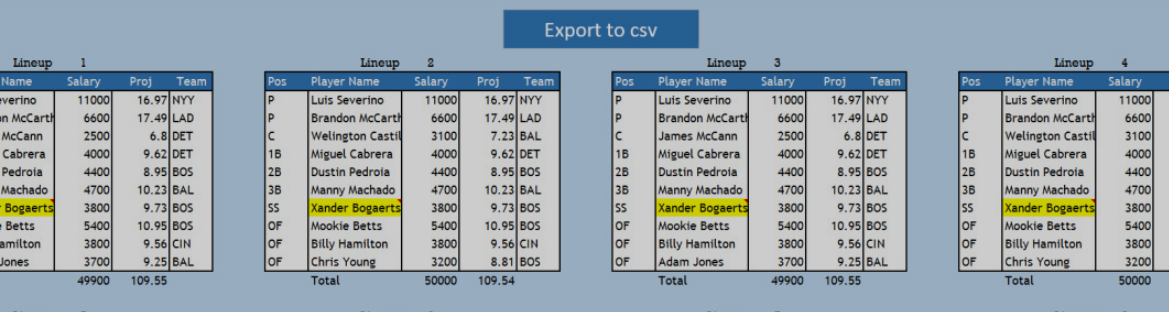 Export to csv
Lineup 1 Lineup 2 Lineup 3 Lineup 4
Name Salary Proj Team Pos Player Name Salary Proj Team Pos Player Name Salary Proj Team Pos Player Name Salary
everino 11000 16.97 NYY P Luis Severino 11000 16.97 NYY P Luis Severino 11000 16.97 NYY P Luis Severino 11000
on McCarth 6600 17.49 LAD P Brandon McCarth 6600 17.49 LAD P Brandon McCarth 6600 17.49 LAD P Brandon McCarth 6600
McCann 2500 6.8 DET C Welington Castil 3100 7.23 BAL C James McCann 2500 6.8 DET C Welington Castil 3100
Cabrera 4000 9.62 DET 1B Miguel Cabrera 4000 9.62 DET 1B Miguel Cabrera 4000 9.62 DET 1B Miguel Cabrera 4000
Pedroia 4400 8.95 BOS 2B Dustin Pedroia 4400 8.95 BOS 2B Dustin Pedroia 4400 8.95 BOS 2B Dustin Pedroia 4400
Machado 4700 10.23 BAL 3B Manny Machado 4700 10.23 BAL 3B Manny Machado 4700 10.23 BAL 3B Manny Machado 4700
r Bogaerts 3800 9.73 BOS SS Xander Bogaerts 3800 9.73 BOS SS Xander Bogaerts 3800 9.73 BOS SS Xander Bogaerts 3800
e Betts 5400 10.95 BOS OF Mookie Betts 5400 10.95 BOS OF Mookie Betts 5400 10.95 BOS OF Mookie Betts 5400
amilton 3800 9.56 CIN OF Billy Hamilton 3800 9.56 CIN OF Billy Hamilton 3800 9.56 CIN OF Billy Hamilton 3800
Jones 3700 9.25 BAL OF Chris Young 3200 8.81 BOS OF Adam Jones 3700 9.25 BAL OF Chris Young 3200
49900 109.55 Total 50000 109.54 Total 49900 109.55 Total 50000